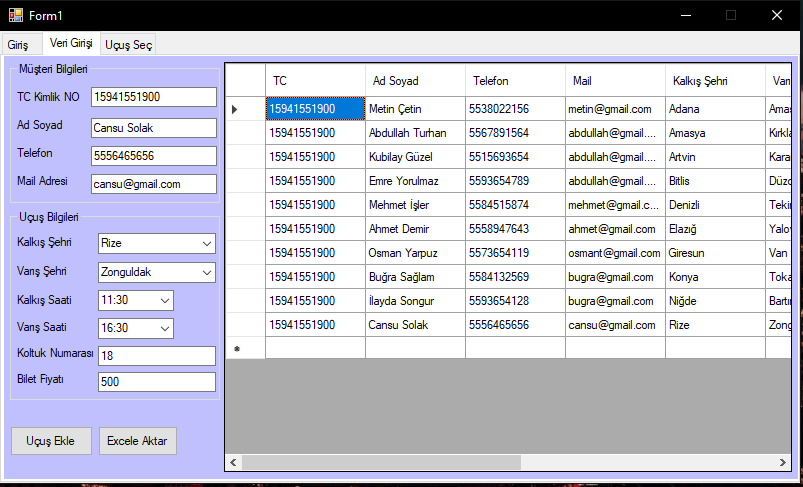 Form1
Giriş Veri Girişi Uçuş Seç
Müşteri Bilgileri
TC Kimlik NO 15941551900
Ad Soyad Cansu Solak
Telefon 5556465656
Mail Adresi cansu@gmail.com
Uçuş Bilgileri
Kalkış Şehri Rize
Varış Şehri Zonguldak
Kalkış Saati 11:30
Varış Saati 16:30
Koltuk Numarası 18
Bilet Fiyatı 500
Uçuş Ekle Excele Aktar
TC Ad Soyad Telefon Mail Kalkış Şehri Varı
15941551900 Metin Çetin 5538022156 metin@gmail.com Adana Amas
15941551900 Abdullah Turhan 5567891564 abdullah@gmail.... Amasya Kırkla
15941551900 Kubilay Güzel 5515693654 abdullah@gmail.... Artvin Kara
15941551900 Emre Yorulmaz 5593654789 abdullah@gmail.... Bitlis Düzc
15941551900 Mehmet İşler 5584515874 mehmet@gmail.c... Denizli Tekir
15941551900 Ahmet Demir 5558947643 ahmet@gmail.com Elazığ Yalov
15941551900 Osman Yarpuz 5573654119 osmant@gmail.com Giresun Van
15941551900 Buğra Sağlam 5584132569 bugra@gmail.com Konya Toka
15941551900 İlayda Songur 5593654128 bugra@gmail.com Niğde Bartı
15941551900 Cansu Solak 5556465656 cansu@gmail.com Rize Zong